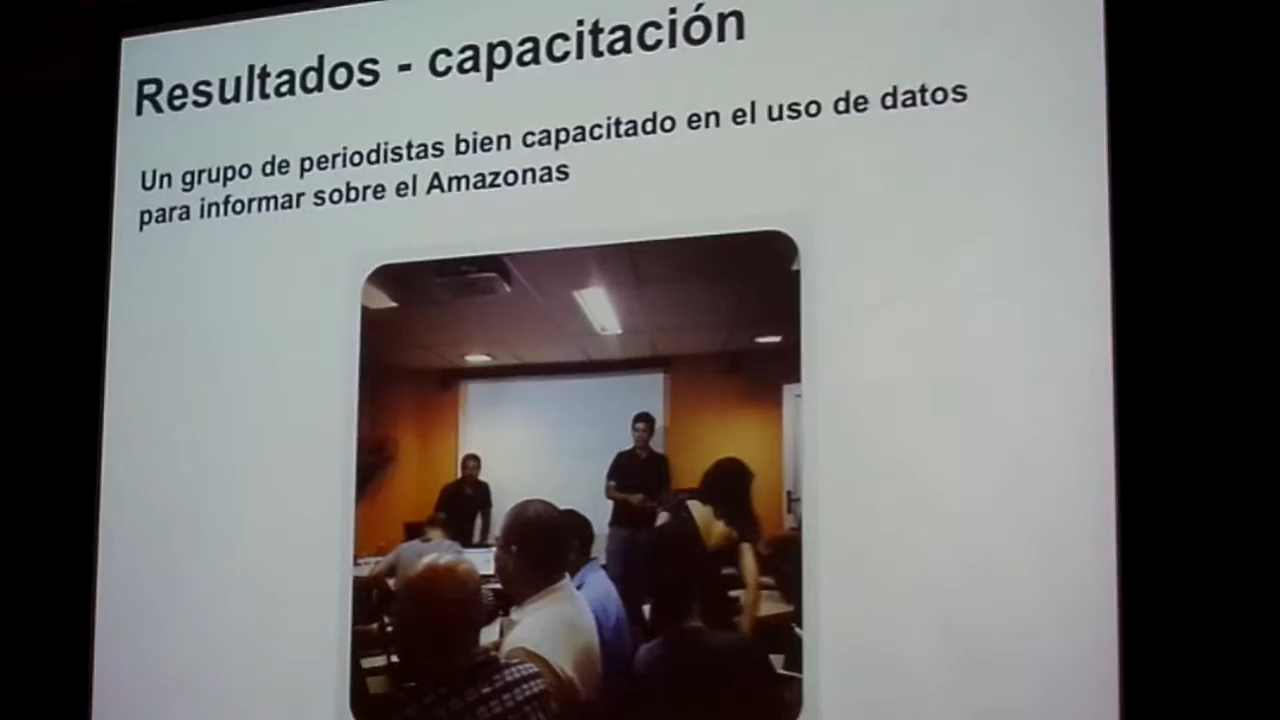 Resultados - capacitación
Un grupo de periodistas bien capacitado en el uso de datos
para informar sobre el Amazonas